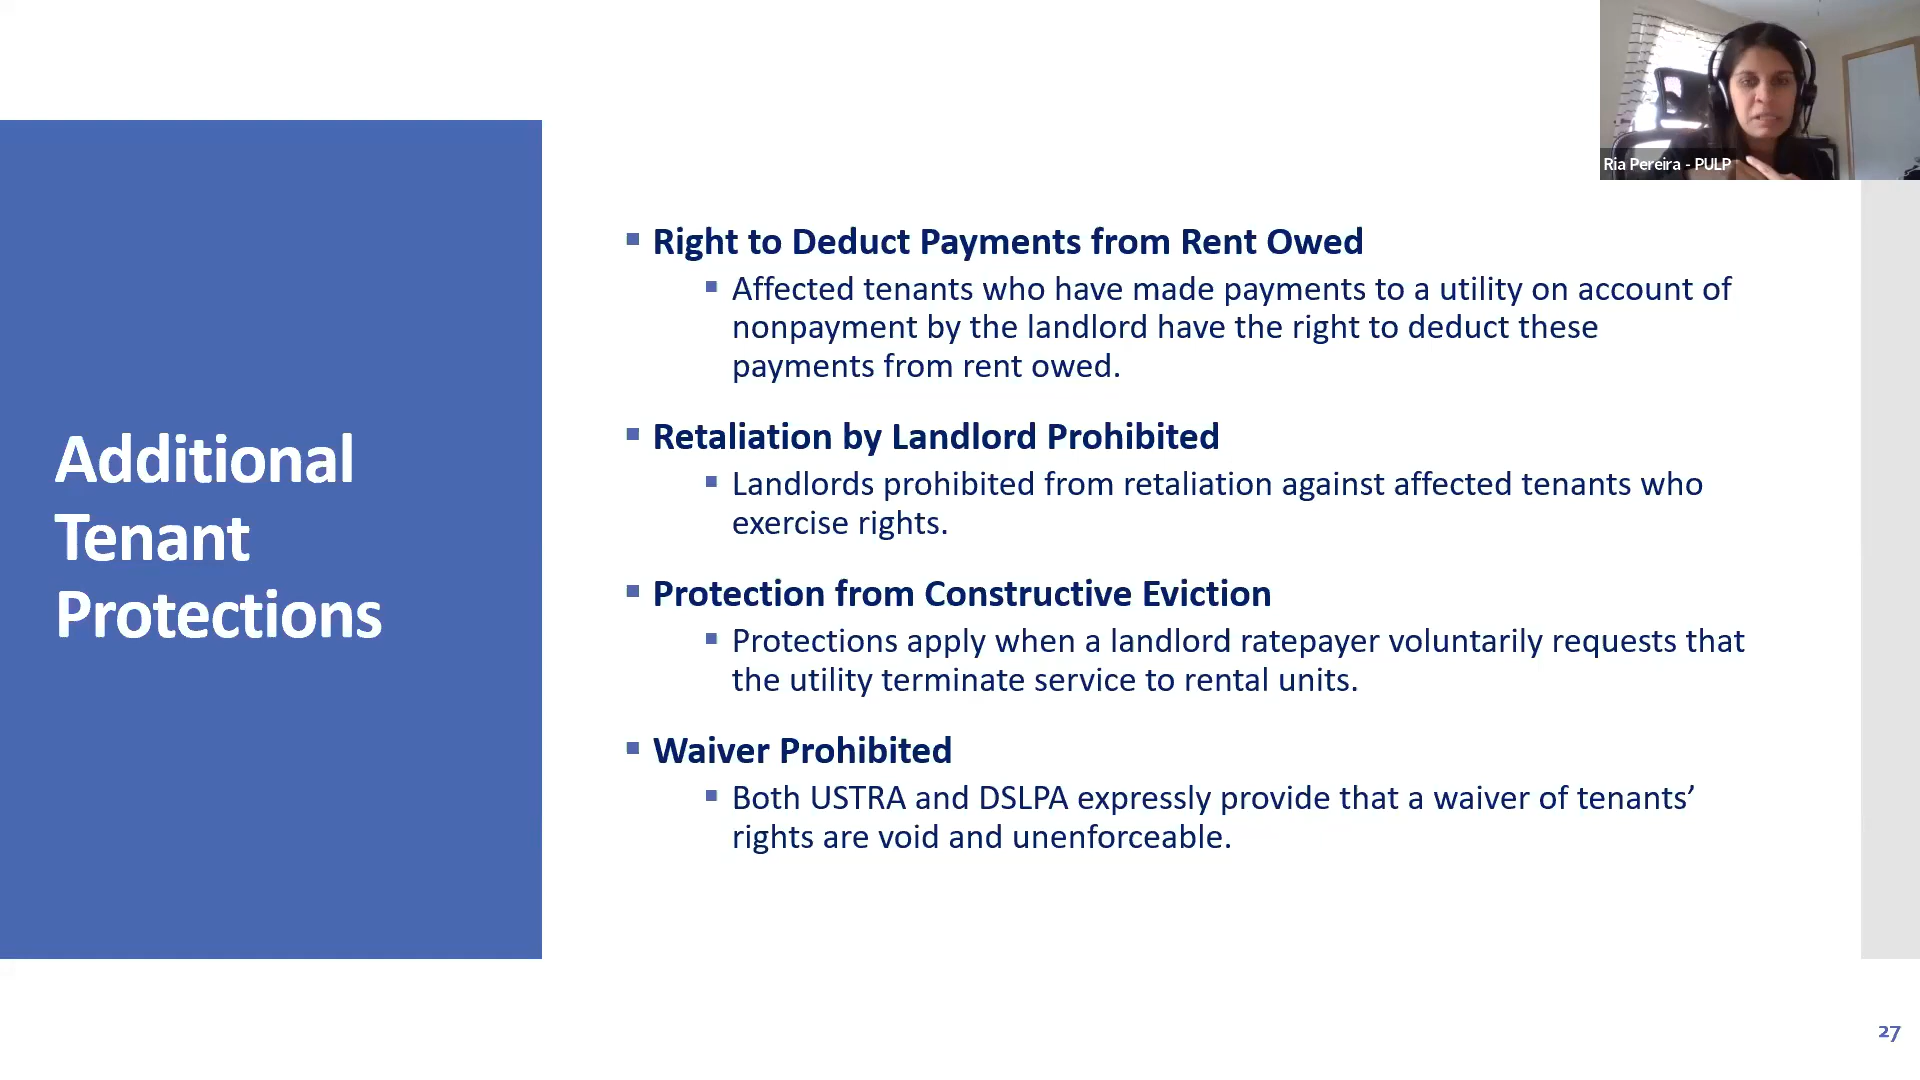 Ria Pereira - PULP
Additional
Tenant
Protections
Right to Deduct Payments from Rent Owed
Affected tenants who have made payments to a utility on account of
nonpayment by the landlord have the right to deduct these
payments from rent owed.
Retaliation by Landlord Prohibited
Landlords prohibited from retaliation against affected tenants who
exercise rights.
Protection from Constructive Eviction
Protections apply when a landlord ratepayer voluntarily requests that
the utility terminate service to rental units.
Waiver Prohibited
Both USTRA and DSLPA expressly provide that a waiver of tenants’
rights are void and unenforceable.
27